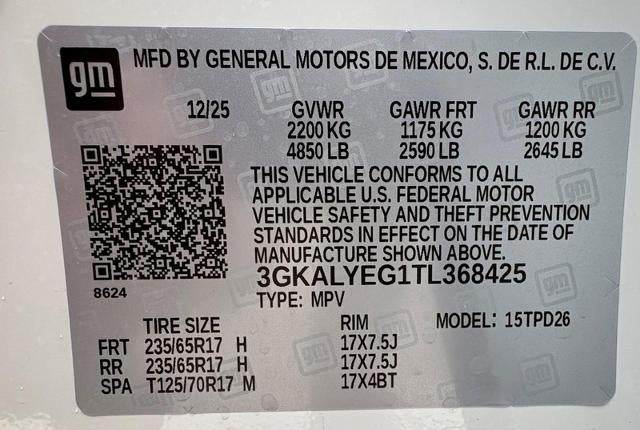 gm MFD BY GENERAL MOTORS DE MEXICO, S. DE R.L. DE C.V.
12/25 GVWR GAWR FRT GAWR RR
2200 KG 1175 KG 1200 KG
4850 LB 2590 LB 2645 LB
THIS VEHICLE CONFORMS TO ALL
APPLICABLE U.S. FEDERAL MOTOR
VEHICLE SAFETY AND THEFT PREVENTION
STANDARDS IN EFFECT ON THE DATE OF
MANUFACTURE SHOWN ABOVE.
3GKALYEG1TL368425
8624
TYPE: MPV
TIRE SIZE RIM MODEL: 15TPD26
FRT 235/65R17 H 17X7.5J
RR 235/65R17 H 17X7.5J
SPA T125/70R17 M 17X4BT